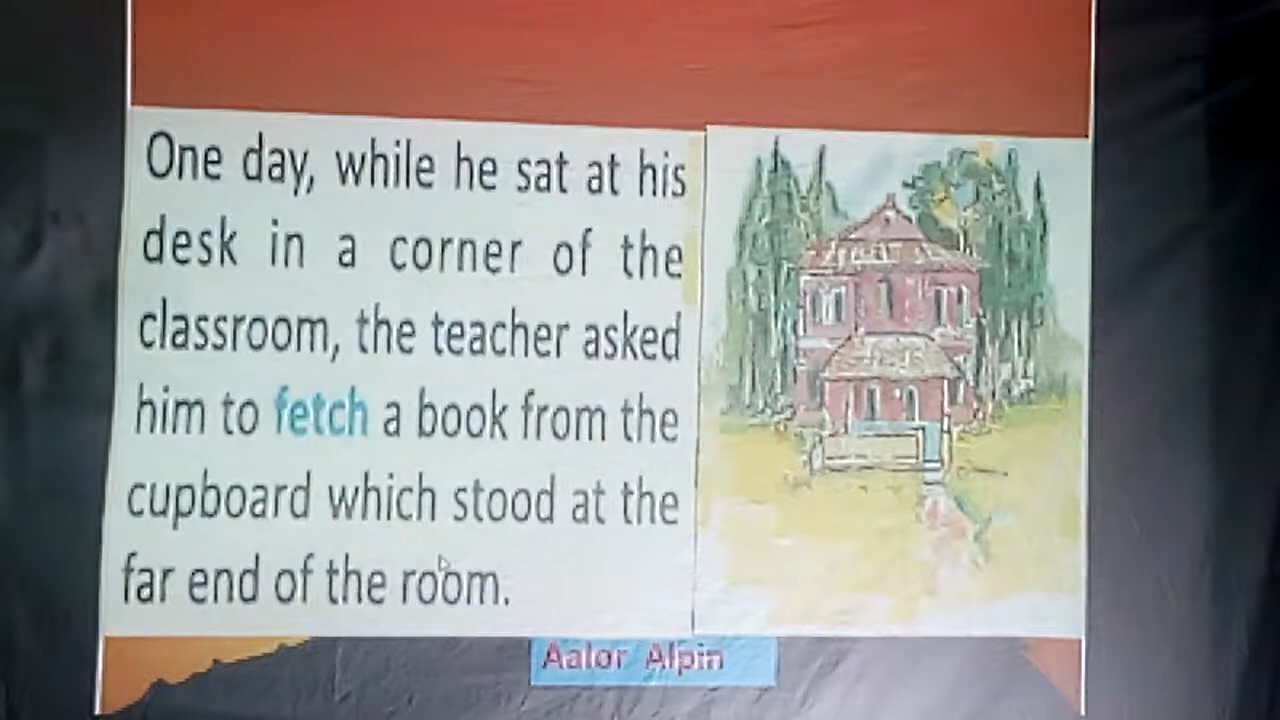 One day, while he sat at his
desk in a corner of the
classroom, the teacher asked
him to fetch a book from the
cupboard which stood at the
far end of the room.
Aalor Alpin